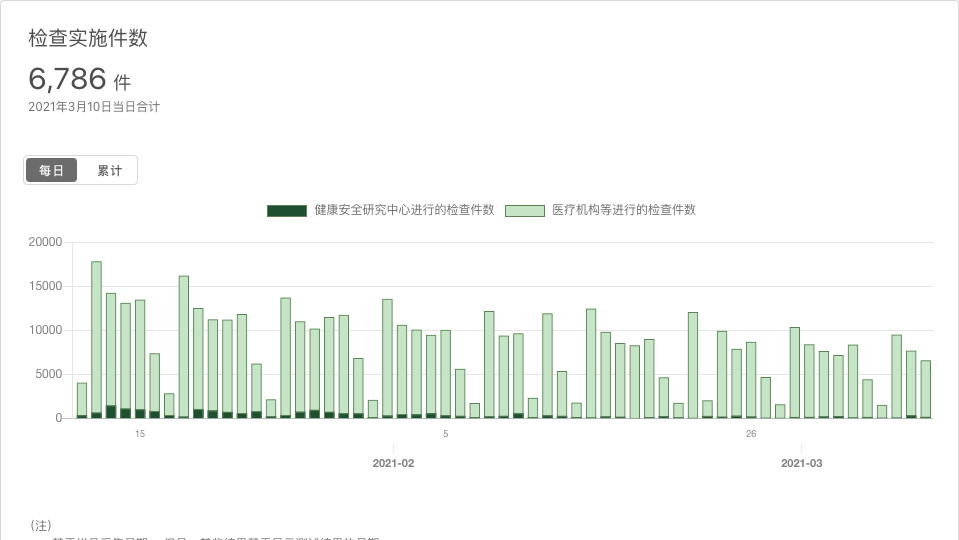 检查实施件数
6,786 件
2021年3月10日当日合计
每日 累计
健康安全研究中心进行的检查件数 医疗机构等进行的检查件数
20000
15000
10000
5000
0
15 5 26
2021-02 2021-03
(注)